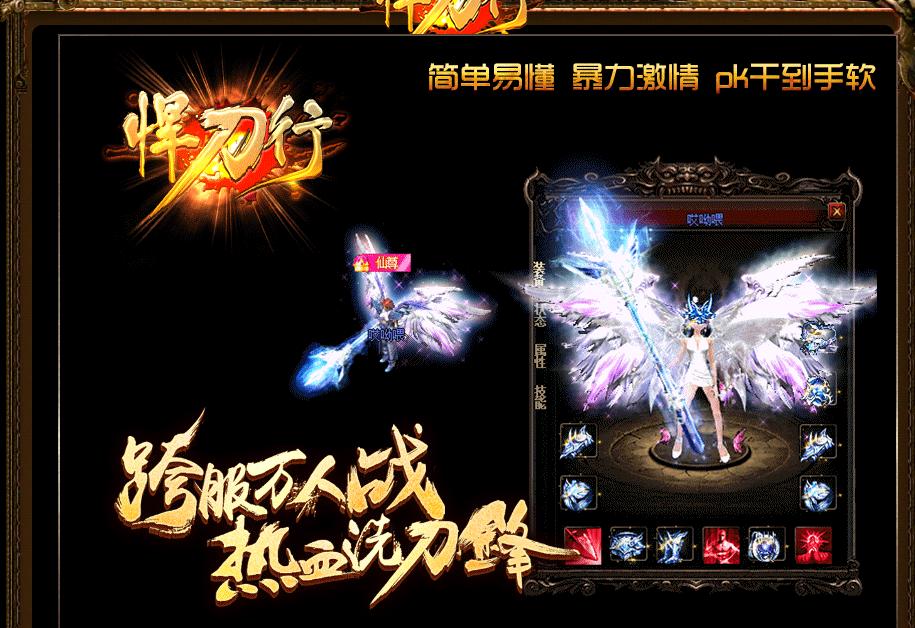 悍刀行
简单易懂 暴力激情 pk干到手软
悍刀行
哎呦喂
仙尊
哎呦喂
装备
状态
属性
技能
跨服万人战
热血洗刀鋒